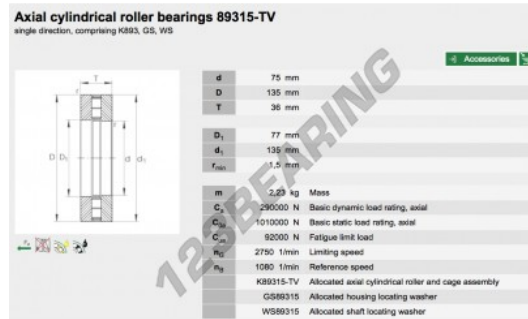 Axial cylindrical roller bearings 89315-TV
single direction, comprising K893, GS, WS
Accessories
d 75 mm
D 135 mm
T 36 mm
D1 77 mm
d1 135 mm
rmin 1,5 mm
m 2,23 kg Mass
290000 N Basic dynamic load rating, axial
1010000 N Basic static load rating, axial
92000 N Fatigue limit load
nG 2750 1/min Limiting speed
nB 1080 1/min Reference speed
K89315-TV Allocated axial cylindrical roller and cage assembly
GS89315 Allocated housing locating washer
WS89315 Allocated shaft locating washer
T
r
r
D D1 d d1
123BEARING